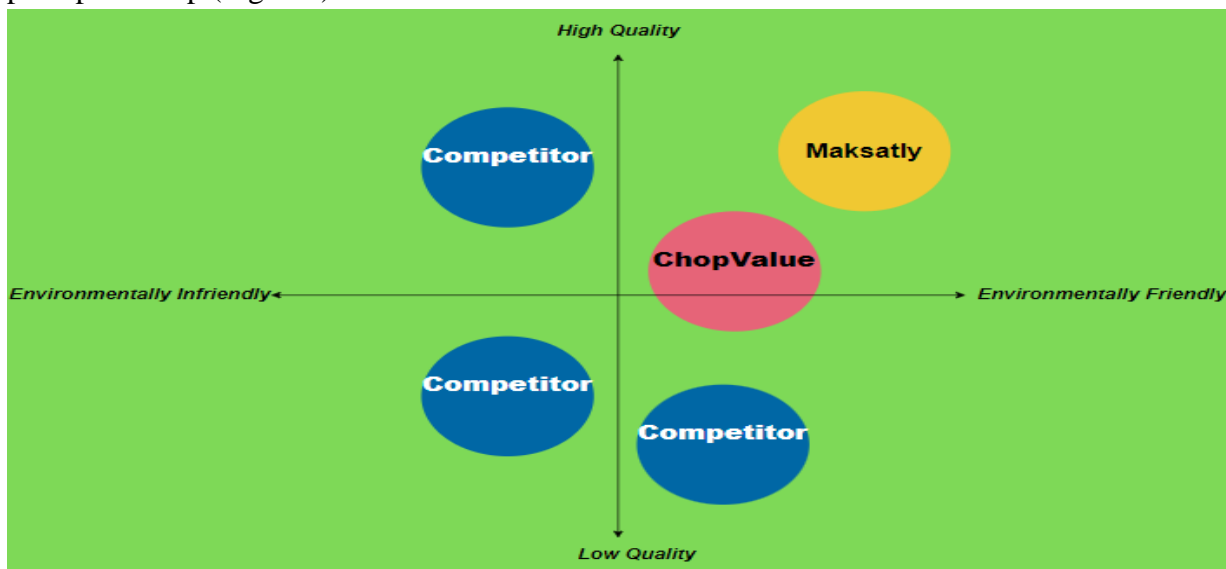 High Quality
Competitor
Maksatly
ChopValue
Environmentally Infriendly
Environmentally Friendly
Competitor
Competitor
Low Quality